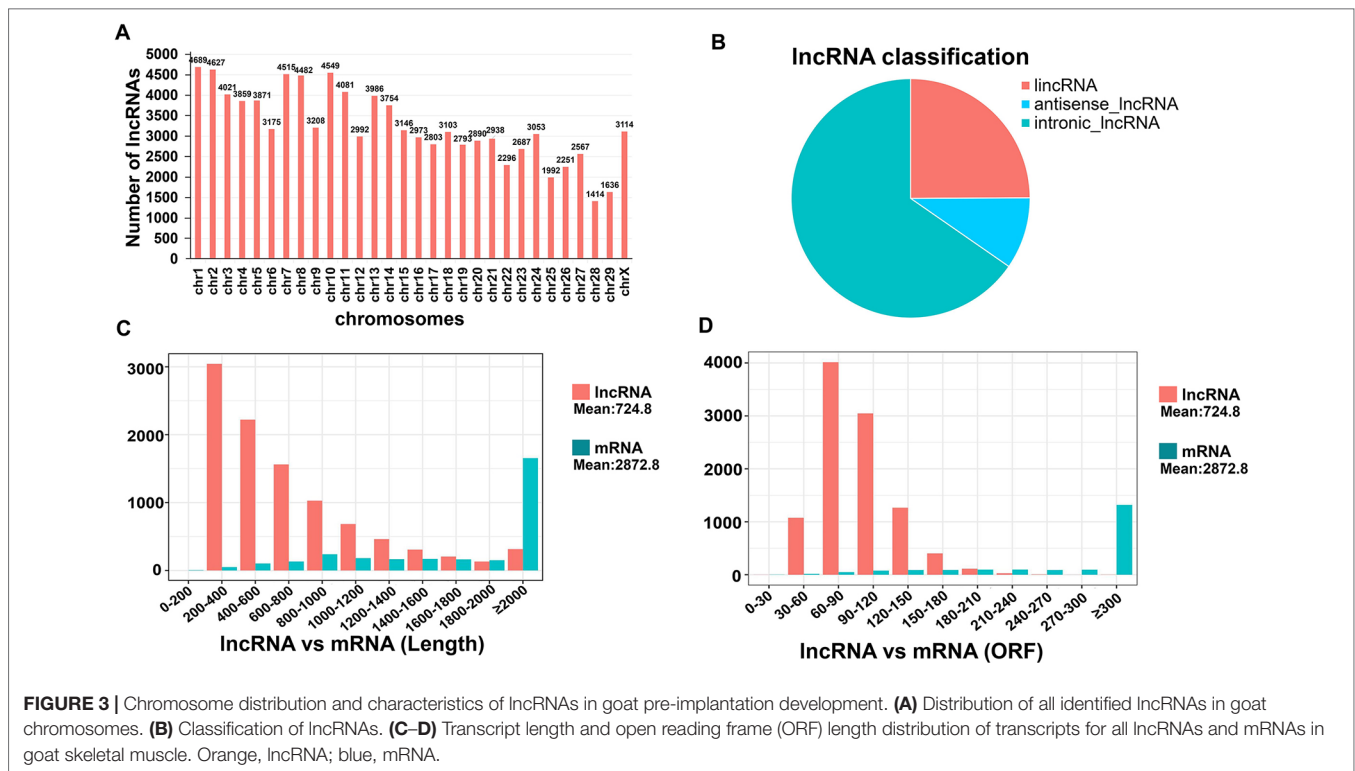 A
5000
4500
4000
3500
3000
2500
2000
1500
1000
500
0
Number of lncRNAs
4689
4627
4021
3859
3871
3175
4515
4482
3208
4549
4081
2992
3986
3754
3146
2973
2803
3103
2793
2890
2938
2296
2687
3053
1992
2251
2567
1414
1636
3114
chr1
chr2
chr3
chr4
chr5
chr6
chr7
chr8
chr9
chr10
chr11
chr12
chr13
chr14
chr15
chr16
chr17
chr18
chr19
chr20
chr21
chr22
chr23
chr24
chr25
chr26
chr27
chr28
chr29
chrX
chromosomes
B
lncRNA classification
lincRNA
antisense_lncRNA
intronic_lncRNA
C
3000
2000
1000
0
0-200
200-400
400-600
600-800
800-1000
1000-1200
1200-1400
1400-1600
1600-1800
1800-2000
≥2000
lncRNA vs mRNA (Length)
lncRNA
Mean:724.8
mRNA
Mean:2872.8
D
4000
3000
2000
1000
0
0-30
30-60
60-90
90-120
120-150
150-180
180-210
210-240
240-270
270-300
≥300
lncRNA vs mRNA (ORF)
lncRNA
Mean:724.8
mRNA
Mean:2872.8
FIGURE 3 | Chromosome distribution and characteristics of lncRNAs in goat pre-implantation development. (A) Distribution of all identified lncRNAs in goat
chromosomes. (B) Classification of lncRNAs. (C–D) Transcript length and open reading frame (ORF) length distribution of transcripts for all lncRNAs and mRNAs in
goat skeletal muscle. Orange, lncRNA; blue, mRNA.